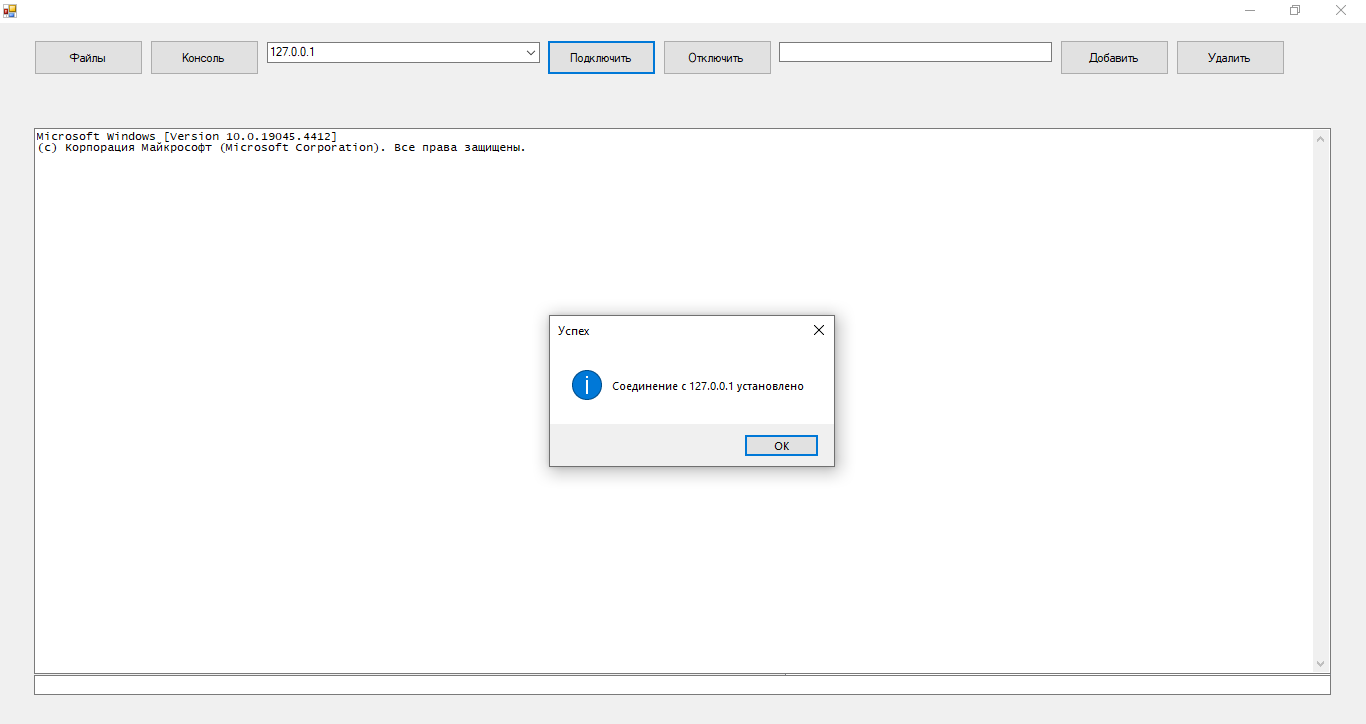 Файлы
Консоль
127.0.0.1
Подключить
Отключить
Добавить
Удалить
Microsoft Windows [Version 10.0.19045.4412]
(c) Корпорация Майкрософт (Microsoft Corporation). Все права защищены.
Успех
Соединение с 127.0.0.1 установлено
ОК